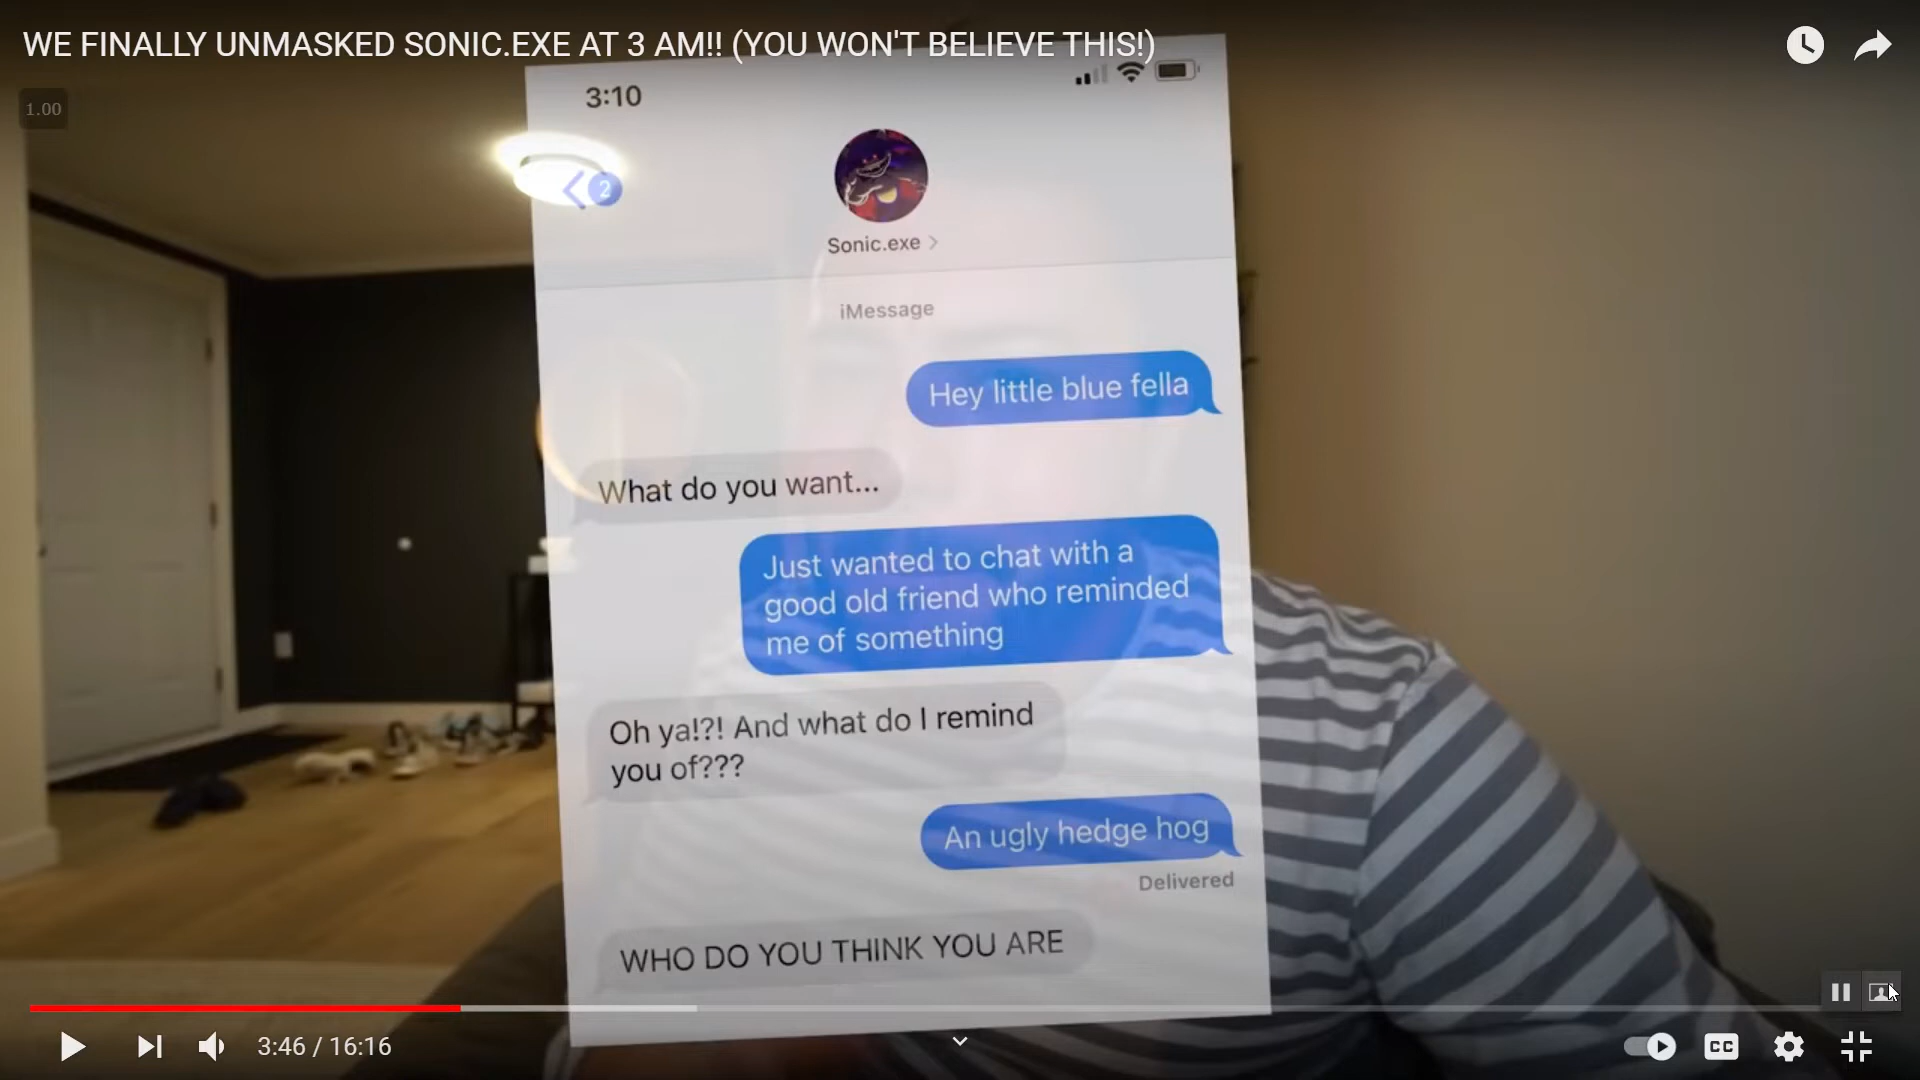 WE FINALLY UNMASKED SONIC.EXE AT 3 AM!! (YOU WON'T BELIEVE THIS!)
1.00
3:10
2
Sonic.exe >
iMessage
Hey little blue fella
What do you want...
Just wanted to chat with a
good old friend who reminded
me of something
Oh ya!?! And what do I remind
you of???
An ugly hedge hog
Delivered
WHO DO YOU THINK YOU ARE
3:46 / 16:16
CC